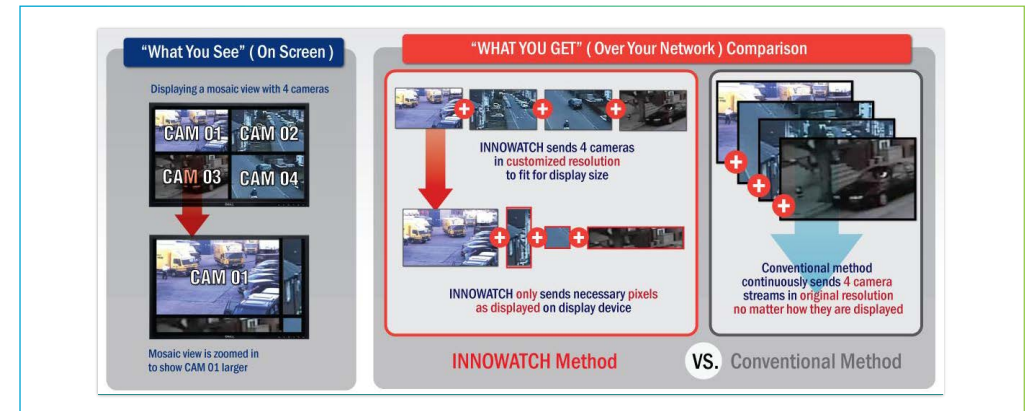 "What You See" ( On Screen )
Displaying a mosaic view with 4 cameras
CAM 01
CAM 02
CAM 03
CAM 04
CAM 01
Mosaic view is zoomed in
to show CAM 01 larger
"WHAT YOU GET" ( Over Your Network ) Comparison
INNOWATCH sends 4 cameras
in customized resolution
to fit for display size
INNOWATCH only sends necessary pixels
as displayed on display device
Conventional method
continuously sends 4 camera
streams in original resolution
no matter how they are displayed
INNOWATCH Method
VS.
Conventional Method